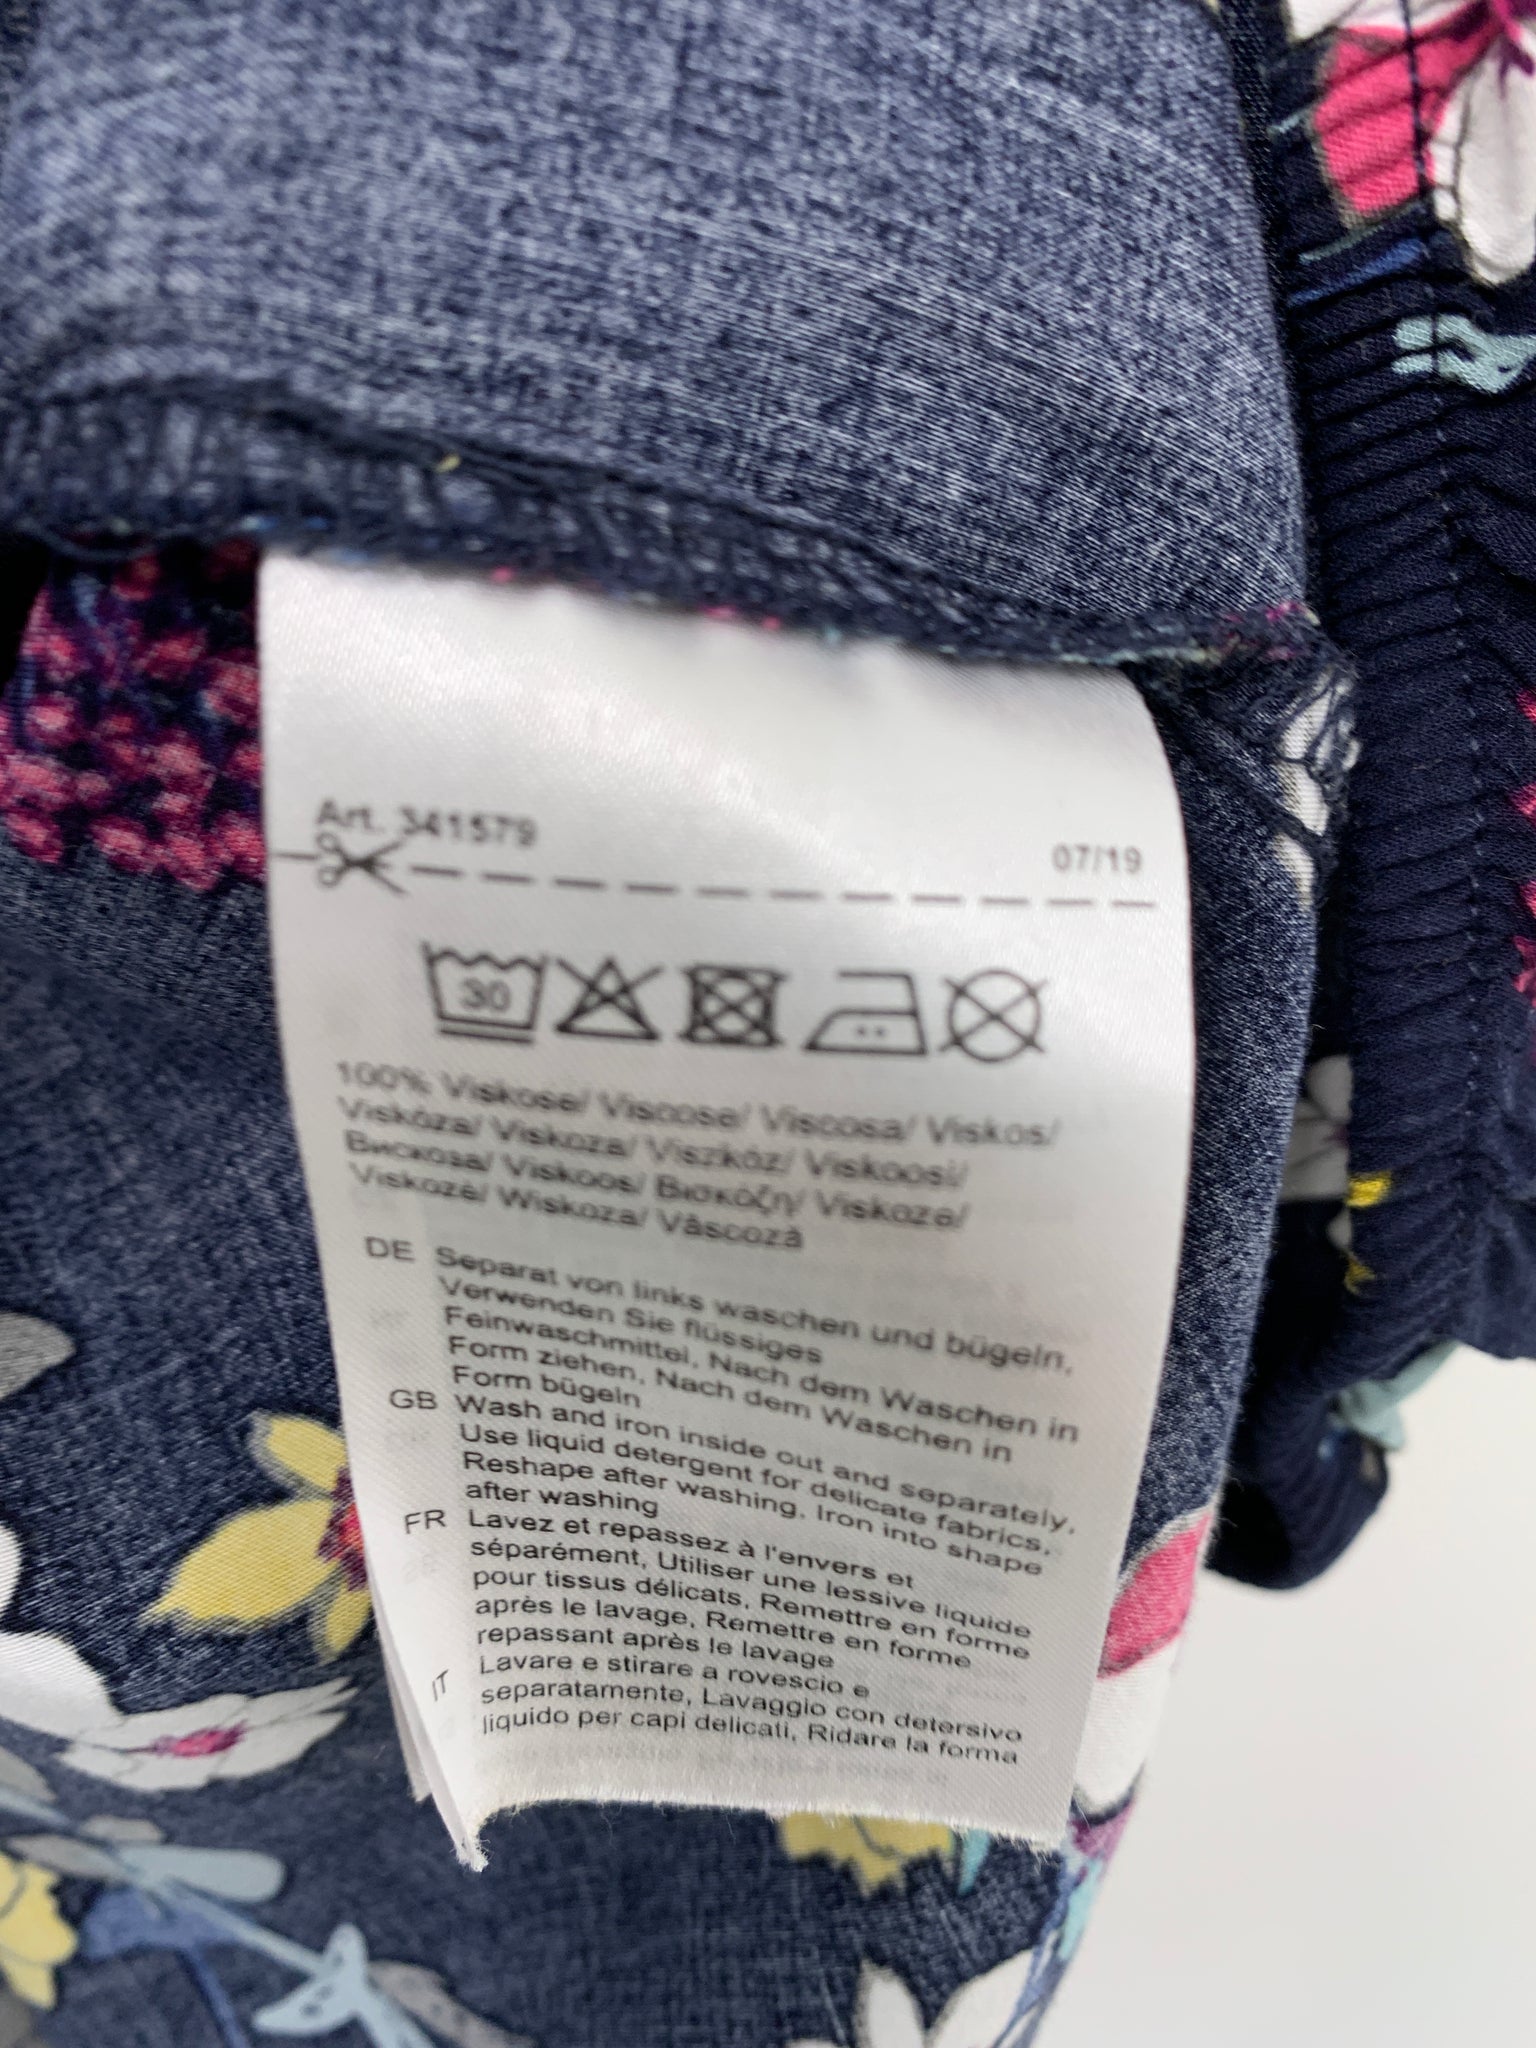 Art. 341579
07/19
30
100% Viskose/ Viscose/ Viscosa/ Viskos/
Viskóza/ Viskoza/ Viszkóz/ Viskoosi/
Вискоза/ Viskoos/ Βισκόζη/ Viskoze/
Viskozė/ Wiskoza/ Vâscoză
DE Separat von links waschen und bügeln,
Verwenden Sie flüssiges
Feinwaschmittel, Nach dem Waschen in
Form ziehen, Nach dem Waschen in
Form bügeln
GB Wash and iron inside out and separately,
Use liquid detergent for delicate fabrics,
Reshape after washing, Iron into shape
after washing
FR Lavez et repassez à l'envers et
séparément, Utiliser une lessive liquide
pour tissus délicats, Remettre en forme
après le lavage, Remettre en forme
repassant après le lavage
IT Lavare e stirare a rovescio e
separatamente, Lavaggio con detersivo
liquido per capi delicati, Ridare la forma